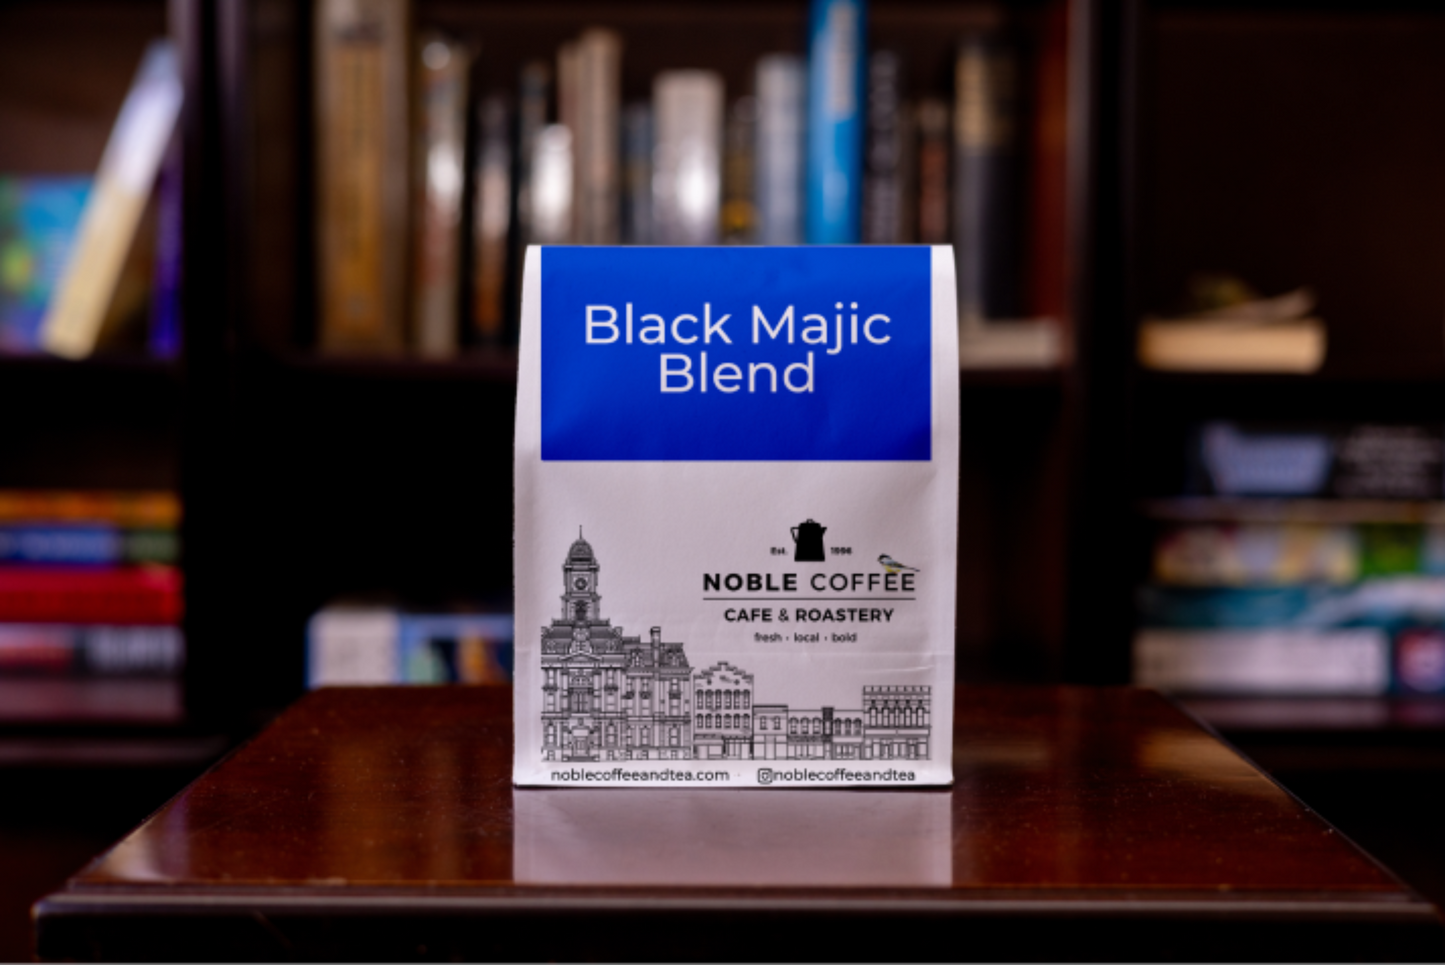 Black Majic
Blend
Est. 1996
NOBLE COFFEE
CAFE & ROASTERY
fresh · local · bold
noblecoffeeandtea.com · noblecoffeeandtea